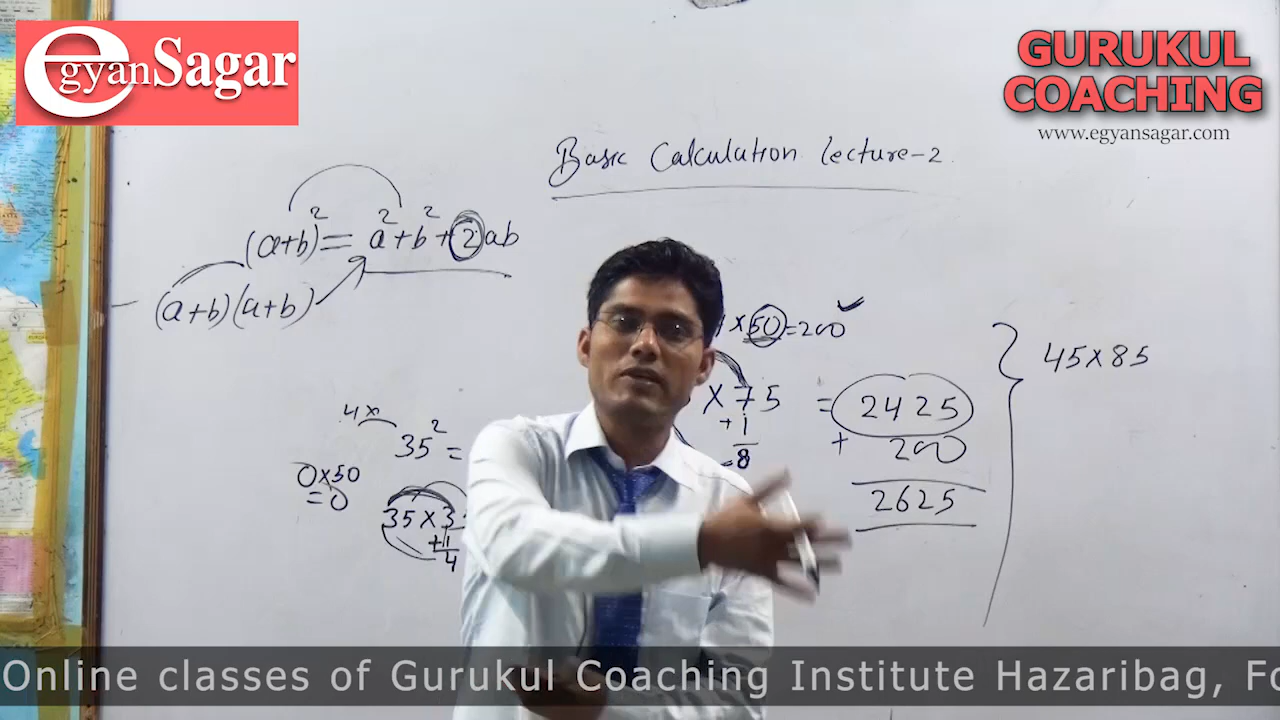 egyanSagar
GURUKUL
COACHING
www.egyansagar.com
Basic Calculation lecture-2
(a+b)² = a²+b²+2ab
(a+b)(a+b)
×50=200
45×85
×75 = 2425
+1
=8
+ 200
2625
4×
35² =
0×50
=0
35×3
+1
4
Online classes of Gurukul Coaching Institute Hazaribag,